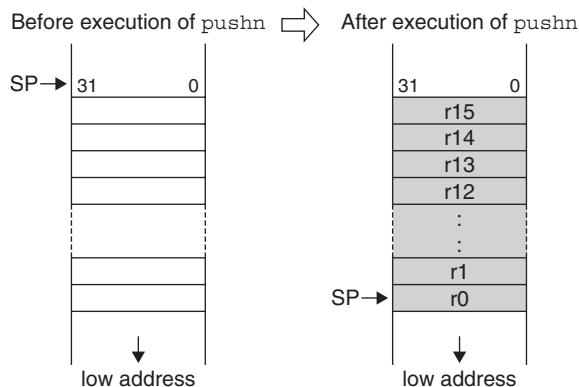 Before execution of pushn
After execution of pushn
SP
31 0
31 0
r15
r14
r13
r12
:
:
r1
SP
r0
low address
low address